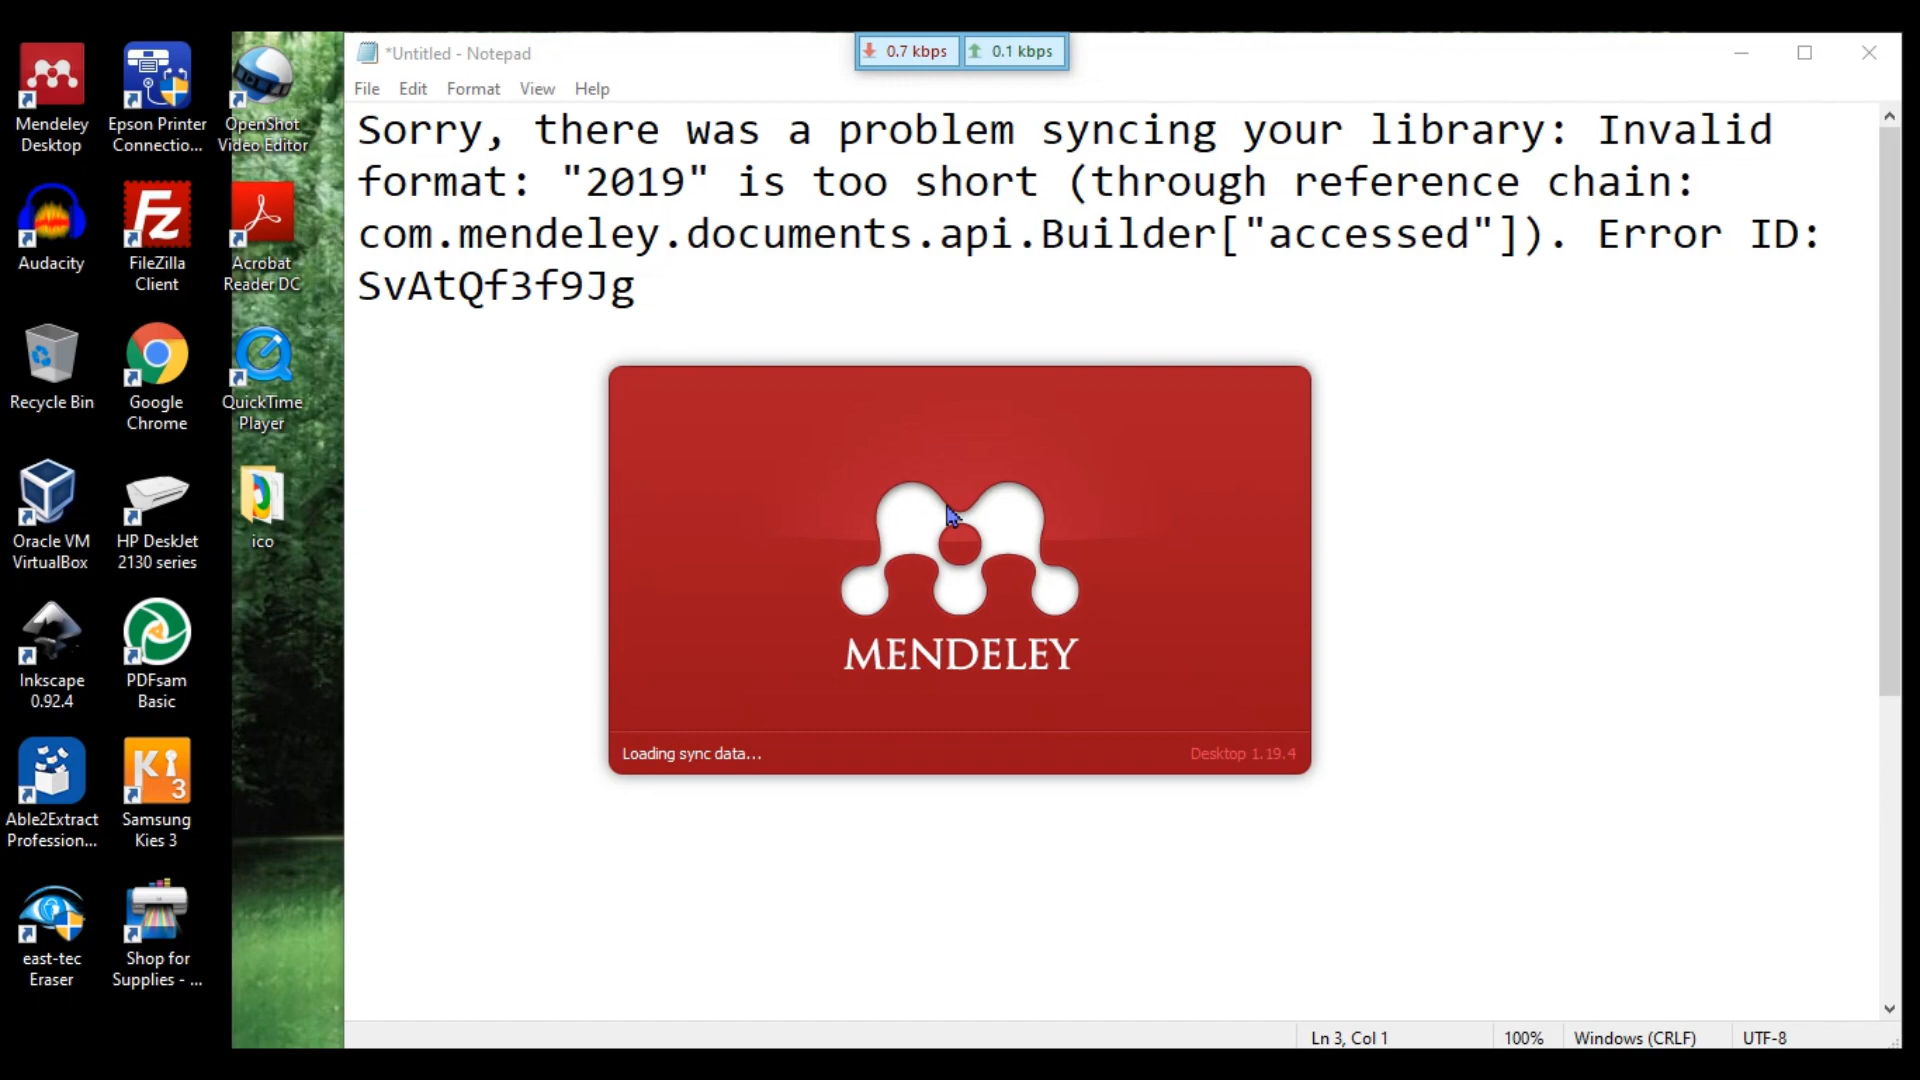 *Untitled - Notepad
0.7 kbps
0.1 kbps
File Edit Format View Help
Sorry, there was a problem syncing your library: Invalid
format: "2019" is too short (through reference chain:
com.mendeley.documents.api.Builder["accessed"]). Error ID:
SvAtQf3f9Jg
MENDELEY
Loading sync data...
Desktop 1.19.4
Ln 3, Col 1
100%
Windows (CRLF)
UTF-8
Mendeley
Desktop
Epson Printer
Connectio...
OpenShot
Video Editor
Audacity
FileZilla
Client
Acrobat
Reader DC
Recycle Bin
Google
Chrome
QuickTime
Player
Oracle VM
VirtualBox
HP DeskJet
2130 series
ico
Inkscape
0.92.4
PDFsam
Basic
Able2Extract
Profession...
Ki
3
Samsung
Kies 3
east-tec
Eraser
Shop for
Supplies - ...
Fz